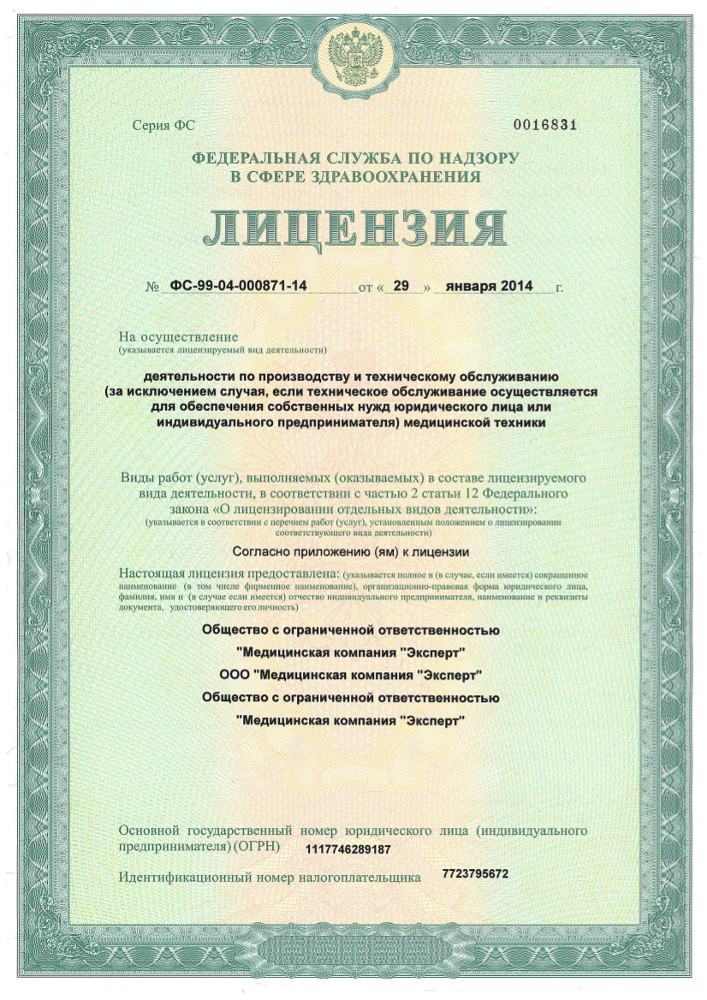 Серия ФС 0016831
ФЕДЕРАЛЬНАЯ СЛУЖБА ПО НАДЗОРУ
В СФЕРЕ ЗДРАВООХРАНЕНИЯ
ЛИЦЕНЗИЯ
№ ФС-99-04-000871-14 от « 29 » января 2014 г.
На осуществление
(указывается лицензируемый вид деятельности)
деятельности по производству и техническому обслуживанию
(за исключением случая, если техническое обслуживание осуществляется
для обеспечения собственных нужд юридического лица или
индивидуального предпринимателя) медицинской техники
Виды работ (услуг), выполняемых (оказываемых) в составе лицензируемого
вида деятельности, в соответствии с частью 2 статьи 12 Федерального
закона «О лицензировании отдельных видов деятельности»:
(указывается в соответствии с перечнем работ (услуг), установленным положением о лицензировании
соответствующего вида деятельности)
Согласно приложению (ям) к лицензии
Настоящая лицензия предоставлена: (указывается полное и (в случае, если имеется) сокращенное
наименование (в том числе фирменное наименование), организационно-правовая форма юридического лица,
фамилия, имя и (в случае если имеется) отчество индивидуального предпринимателя, наименование и реквизиты
документа, удостоверяющего его личность)
Общество с ограниченной ответственностью
"Медицинская компания "Эксперт"
ООО "Медицинская компания "Эксперт"
Общество с ограниченной ответственностью
"Медицинская компания "Эксперт"
Основной государственный номер юридического лица (индивидуального
предпринимателя) (ОГРН) 1117746289187
Идентификационный номер налогоплательщика 7723795672